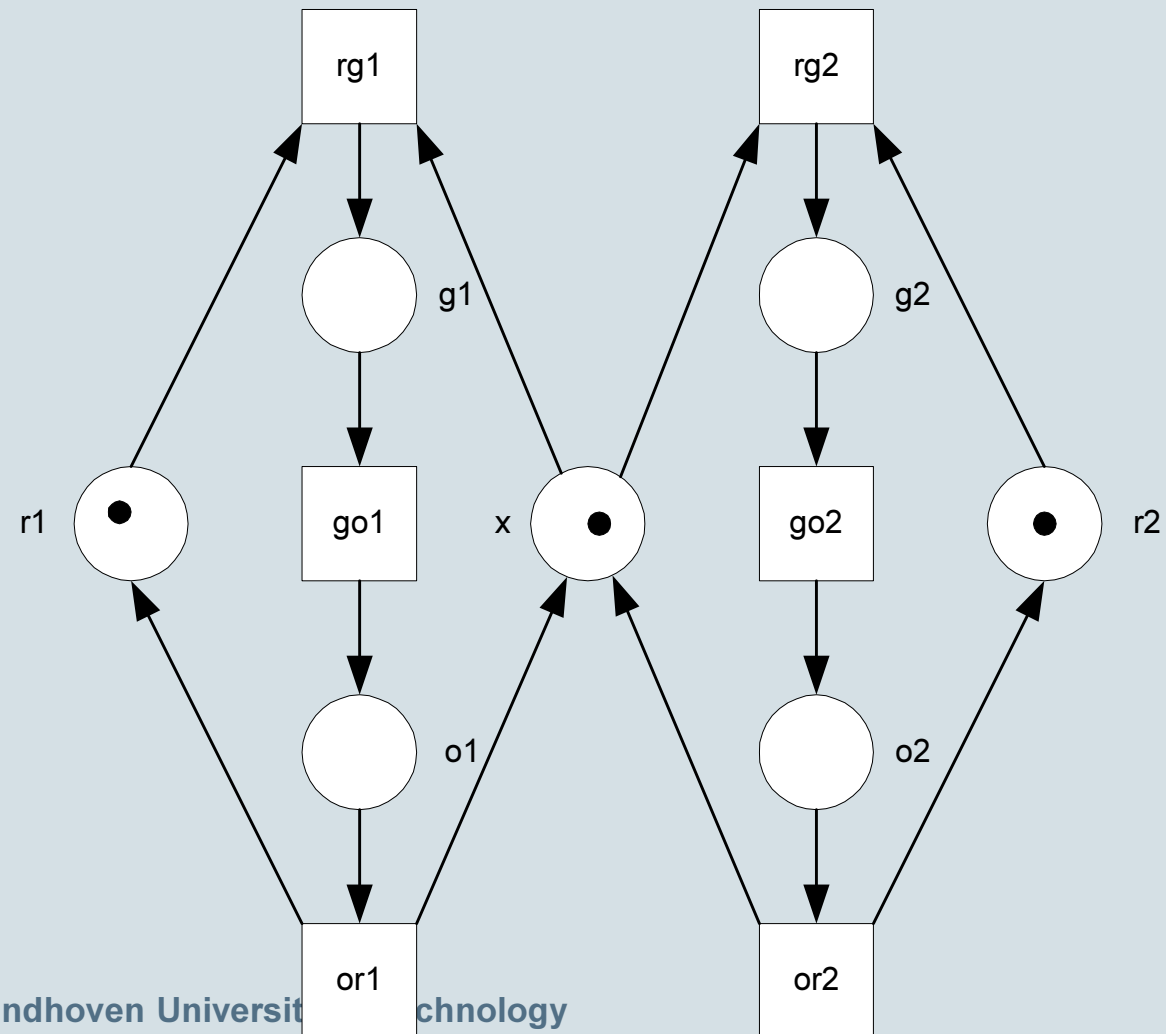 rg1 rg2
g1 g2
r1 go1 x go2 r2
o1 o2
or1 or2
ndhoven Universit chnology